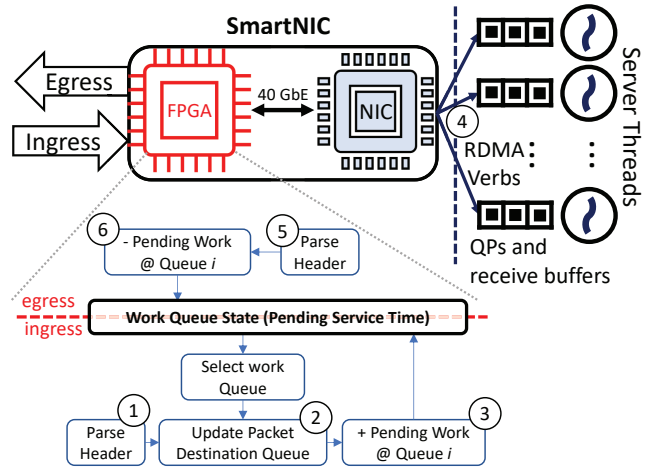 SmartNIC
Egress
Ingress
FPGA
40 GbE
NIC
4
RDMA
Verbs
Server Threads
QPs and
receive buffers
6
- Pending Work
@ Queue i
5
Parse
Header
egress
ingress
Work Queue State (Pending Service Time)
Select work
Queue
1
Parse
Header
2
Update Packet
Destination Queue
3
+ Pending Work
@ Queue i